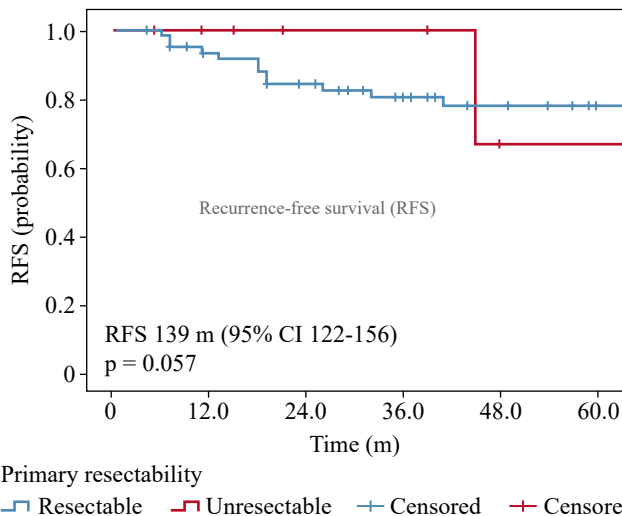 1.0
0.8
0.6
0.4
0.2
0
RFS (probability)
Recurrence-free survival (RFS)
RFS 139 m (95% CI 122-156)
p = 0.057
0 12.0 24.0 36.0 48.0 60.0
Time (m)
Primary resectability
Resectable Unresectable Censored Censore